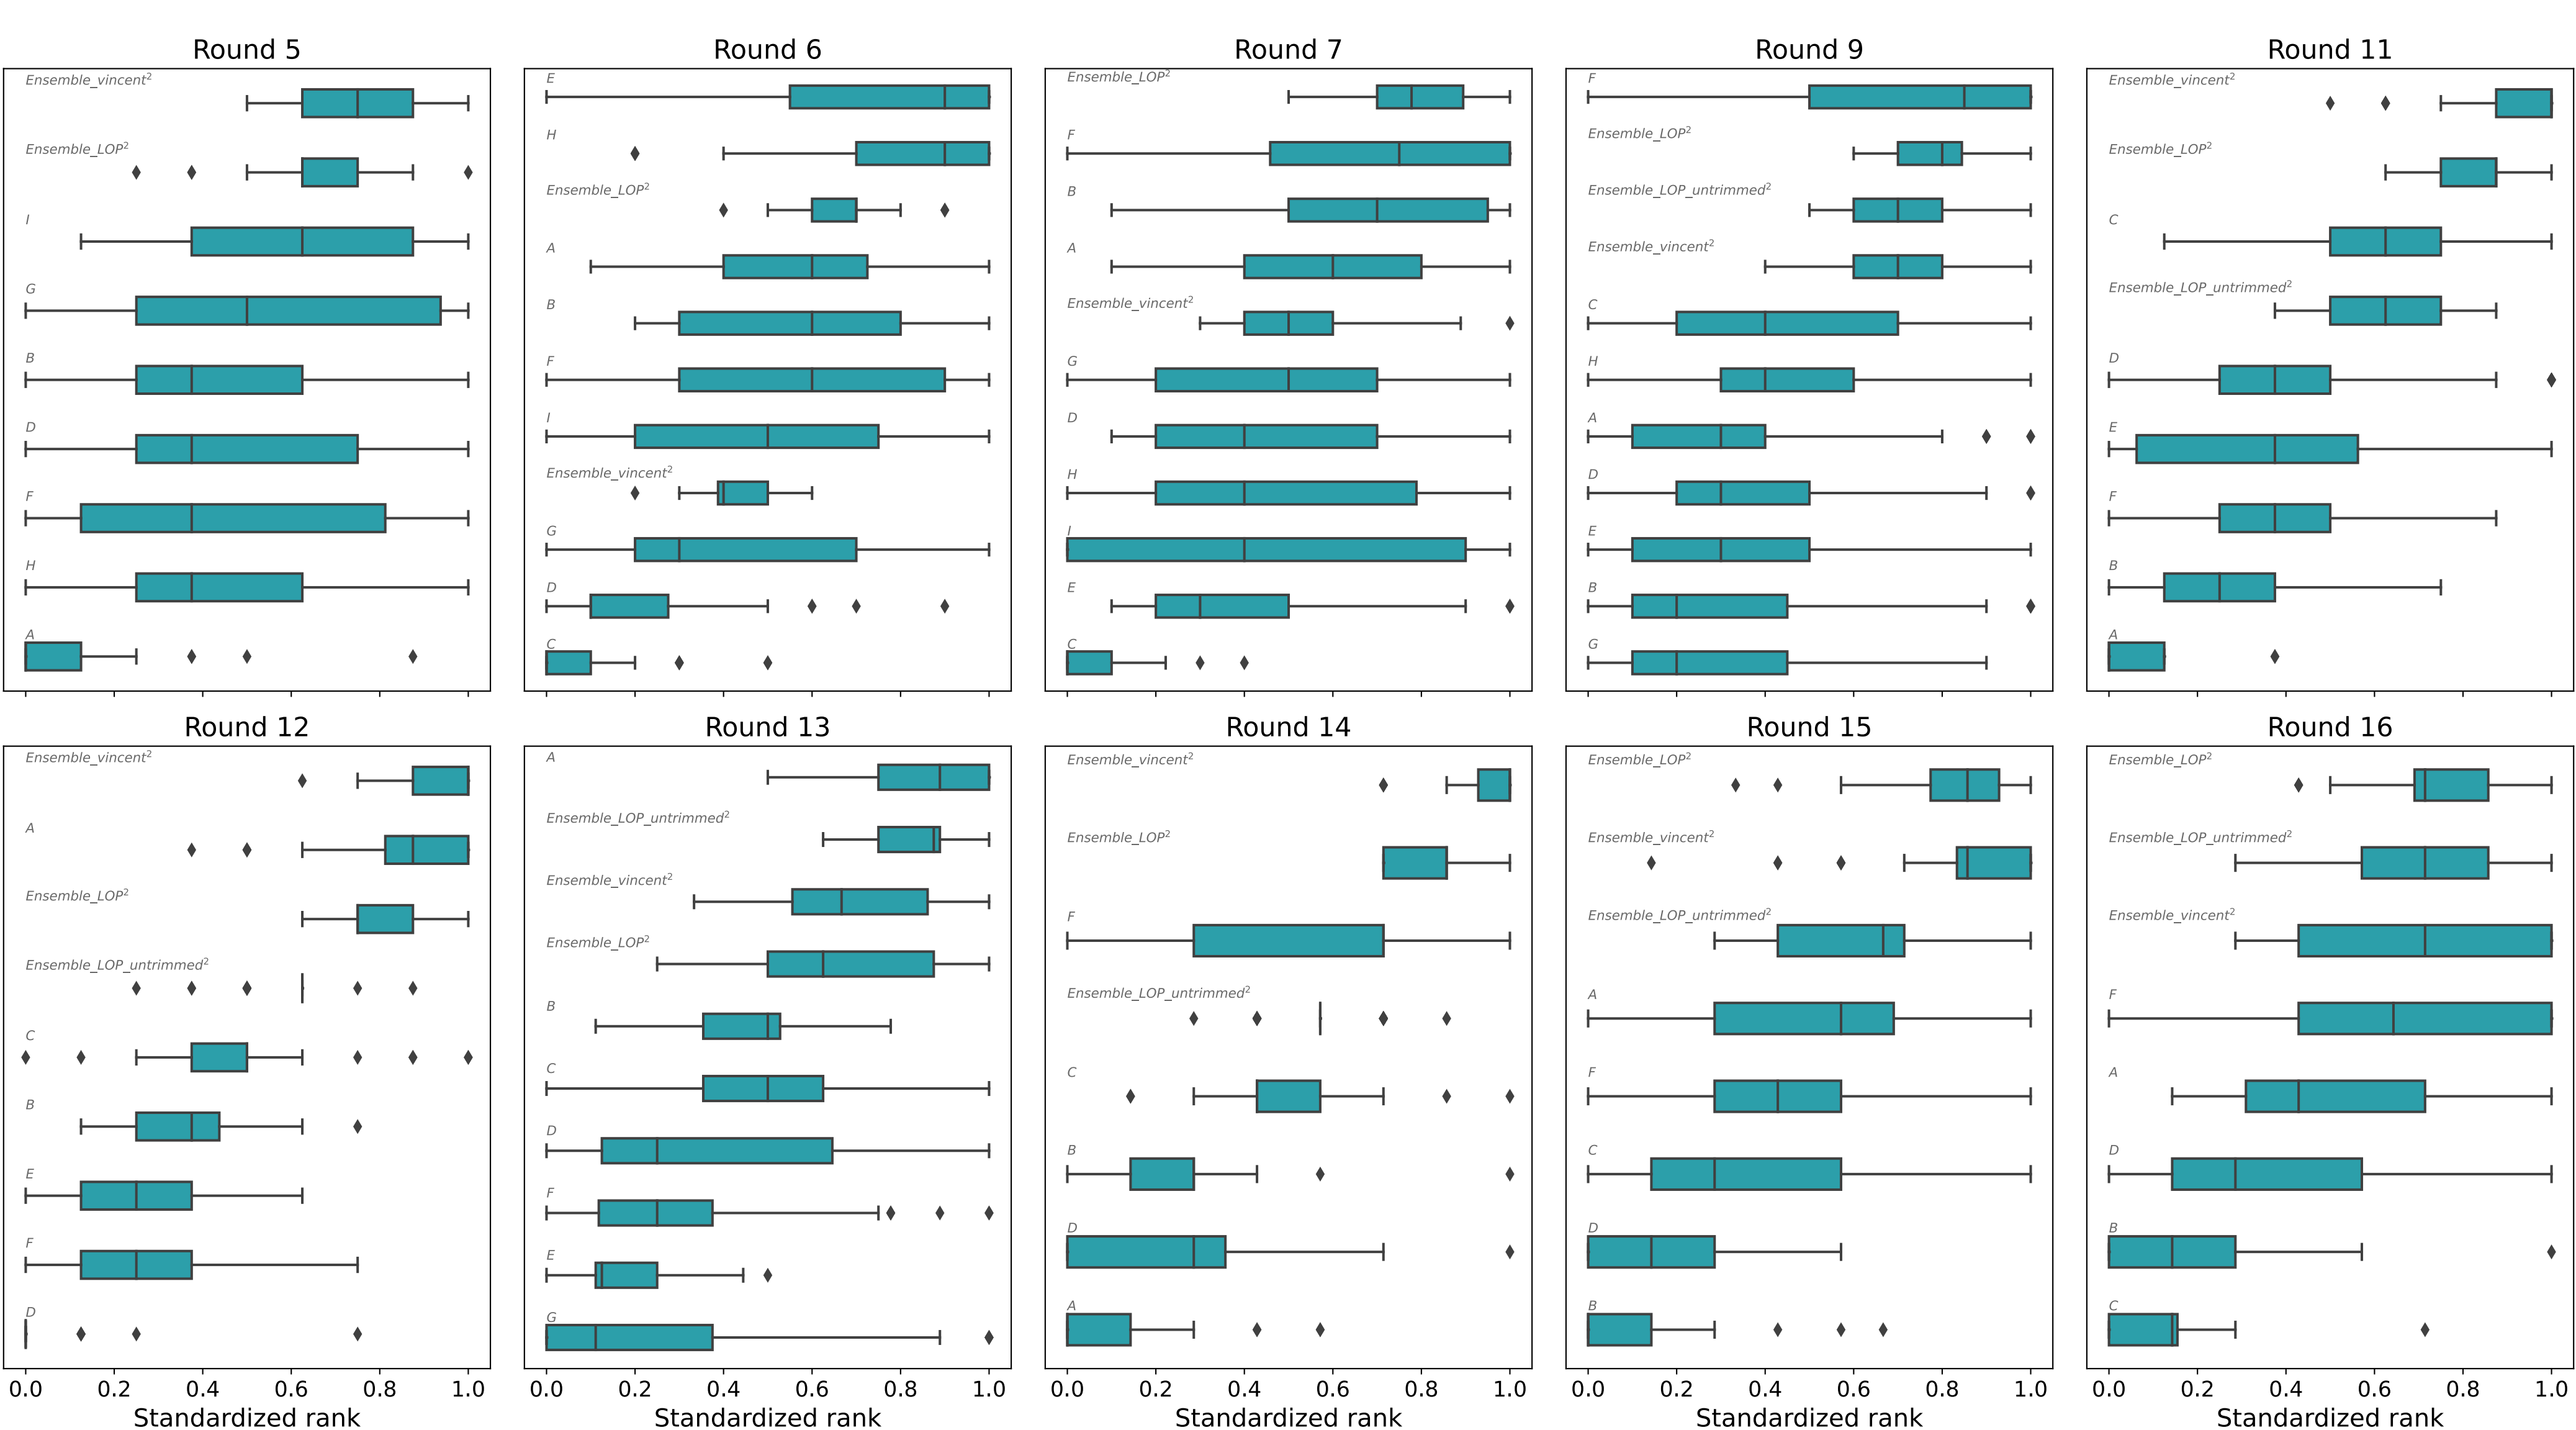 Round 5
Ensemble_vincent²
Ensemble_LOP²
I
G
B
D
F
H
A
Round 6
E
H
Ensemble_LOP²
A
B
F
I
Ensemble_vincent²
G
D
C
Round 7
Ensemble_LOP²
F
B
A
Ensemble_vincent²
G
D
H
I
E
C
Round 9
F
Ensemble_LOP²
Ensemble_LOP_untrimmed²
Ensemble_vincent²
C
H
A
D
E
B
G
Round 11
Ensemble_vincent²
Ensemble_LOP²
C
Ensemble_LOP_untrimmed²
D
E
F
B
A
Round 12
Ensemble_vincent²
A
Ensemble_LOP²
Ensemble_LOP_untrimmed²
C
B
E
F
D
0.0 0.2 0.4 0.6 0.8 1.0
Standardized rank
Round 13
A
Ensemble_LOP_untrimmed²
Ensemble_vincent²
Ensemble_LOP²
B
C
D
F
E
G
0.0 0.2 0.4 0.6 0.8 1.0
Standardized rank
Round 14
Ensemble_vincent²
Ensemble_LOP²
F
Ensemble_LOP_untrimmed²
C
B
D
A
0.0 0.2 0.4 0.6 0.8 1.0
Standardized rank
Round 15
Ensemble_LOP²
Ensemble_vincent²
Ensemble_LOP_untrimmed²
A
F
C
D
B
0.0 0.2 0.4 0.6 0.8 1.0
Standardized rank
Round 16
Ensemble_LOP²
Ensemble_LOP_untrimmed²
Ensemble_vincent²
F
A
D
B
C
0.0 0.2 0.4 0.6 0.8 1.0
Standardized rank